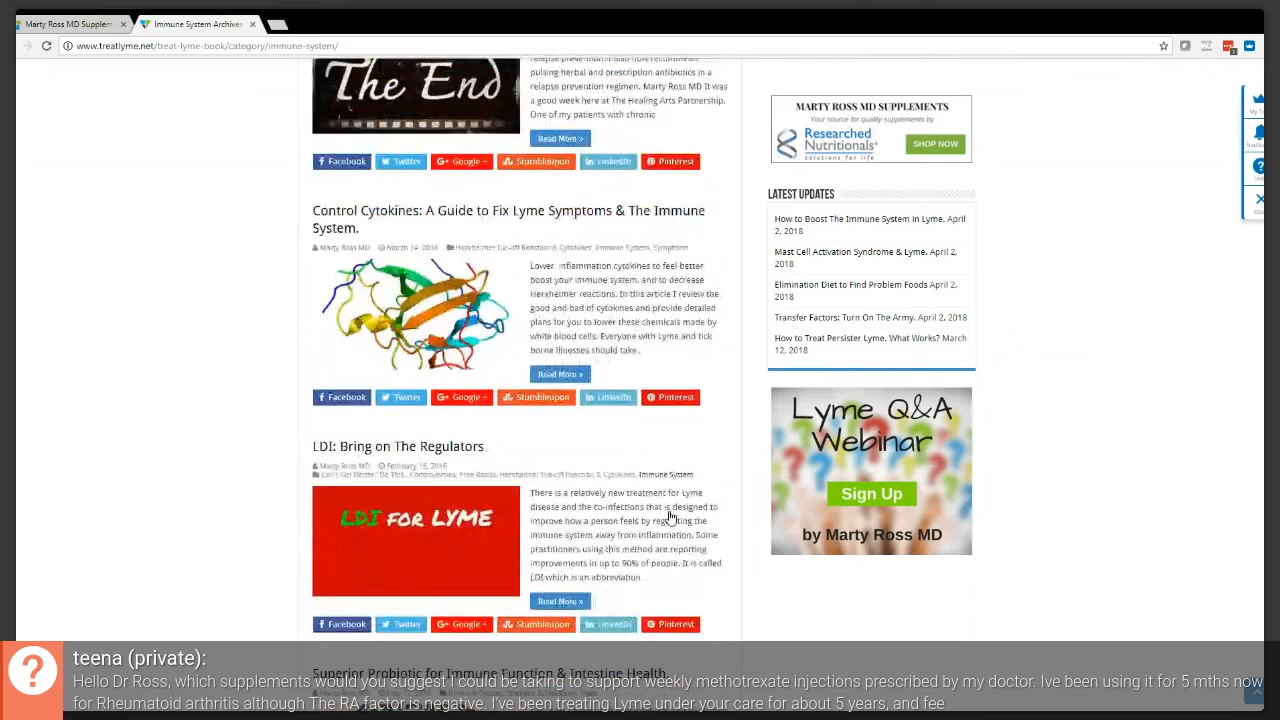 Marty Ross MD Supplem
Immune System Archives
www.treatlyme.net/treat-lyme-book/category/immune-system/
The End
relapse prevention. I also now recommend
pulsing herbal and prescription antibiotics in a
relapse prevention regimen. Marty Ross MD It was
a good week here at The Healing Arts Partnership.
One of my patients with chronic
Read More »
Facebook Twitter Google + Stumbleupon LinkedIn Pinterest
Control Cytokines: A Guide to Fix Lyme Symptoms & The Immune
System.
Marty Ross MD March 14, 2016 Herxheimer Die-off Reaction & Cytokines, Immune System, Symptoms
Lower inflammation cytokines to feel better
boost your immune system, and to decrease
Herxheimer reactions. In this article I review the
good and bad of cytokines and provide detailed
plans for you to lower these chemicals made by
white blood cells. Everyone with Lyme and tick
borne illnesses should take
Read More »
Facebook Twitter Google + Stumbleupon LinkedIn Pinterest
LDI: Bring on The Regulators.
Marty Ross MD February 15, 2016
Can't Get Better? Do This., Controversies, Free Reads, Herxheimer Die-off Reaction & Cytokines, Immune System
LDI FOR LYME
There is a relatively new treatment for Lyme
disease and the co-infections that is designed to
improve how a person feels by regulating the
immune system away from inflammation. Some
practitioners using this method are reporting
improvements in up to 90% of people. It is called
LDI which is an abbreviation
Read More »
Facebook Twitter Google + Stumbleupon LinkedIn Pinterest
Superior Probiotic for Immune Function & Intestine Health.
MARTY ROSS MD SUPPLEMENTS
Your source for quality supplements by
Researched
Nutritionals
solutions for life
SHOP NOW
LATEST UPDATES
How to Boost The Immune System in Lyme. April
2, 2018
Mast Cell Activation Syndrome & Lyme. April 2,
2018
Elimination Diet to Find Problem Foods April 2,
2018
Transfer Factors: Turn On The Army. April 2, 2018
How to Treat Persister Lyme. What Works? March
12, 2018
Lyme Q&A
Webinar
Sign Up
by Marty Ross MD
teena (private):
Hello Dr Ross, which supplements would you suggest I could be taking to support weekly methotrexate injections prescribed by my doctor. Ive been using it for 5 mths now
for Rheumatoid arthritis although The RA factor is negative. I've been treating Lyme under your care for about 5 years, and fee